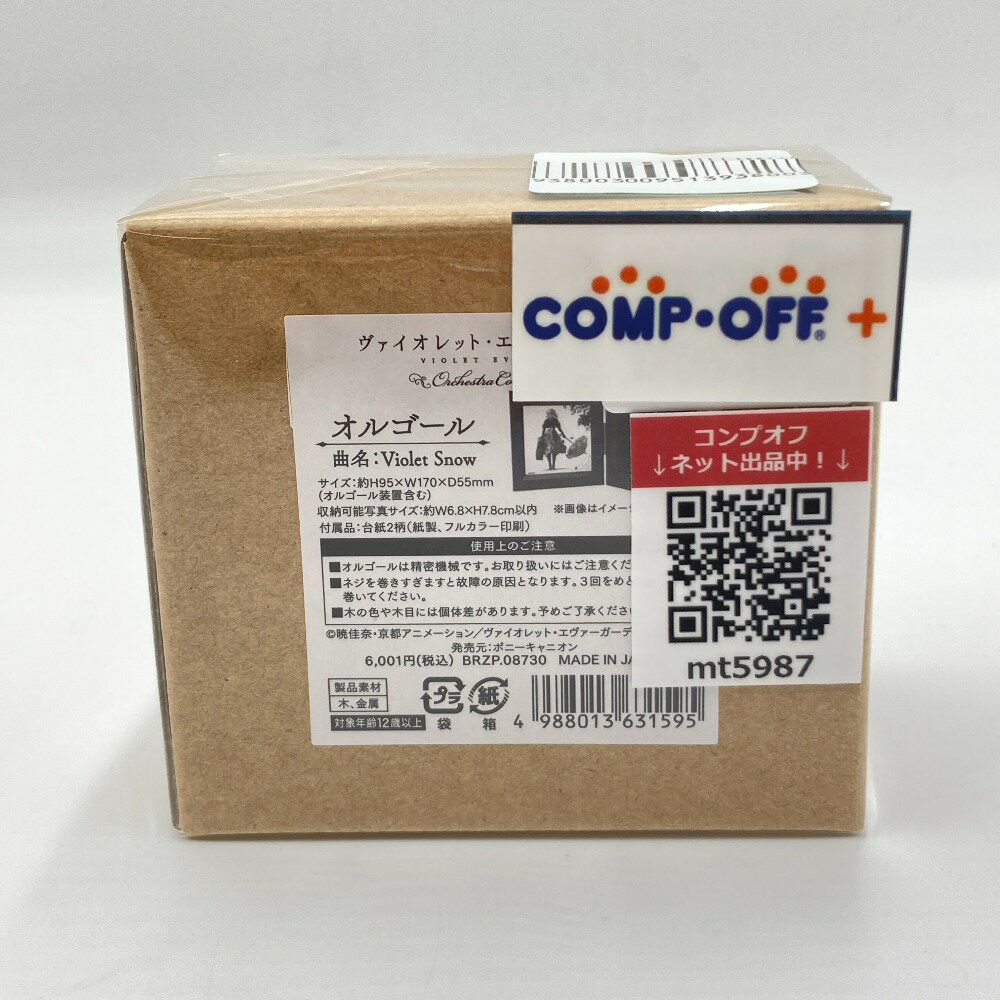 938003009513938
COMP・OFF® +
ヴァイオレット・エ
VIOLET EV
Orchestra Co
オルゴール
曲名：Violet Snow
サイズ：約H95×W170×D55mm
(オルゴール装置含む)
収納可能写真サイズ：約W6.8×H7.8cm以内 ※画像はイメー
付属品：台紙2柄(紙製、フルカラー印刷)
使用上のご注意
■オルゴールは精密機械です。お取り扱いにはご注意くだ
■ネジを巻きすぎますと故障の原因となります。3回をめ
巻いてください。
■木の色や木目には個体差があります。予めご了承くださ
©暁佳奈・京都アニメーション/ヴァイオレット・エヴァーガーデ
発売元：ポニーキャニオン
6,001円(税込) BRZP.08730 MADE IN JA
製品素材
木、金属
対象年齢12歳以上
プラ
袋
紙
箱
4 988013 631595
コンプオフ
↓ネット出品中！↓
mt5987